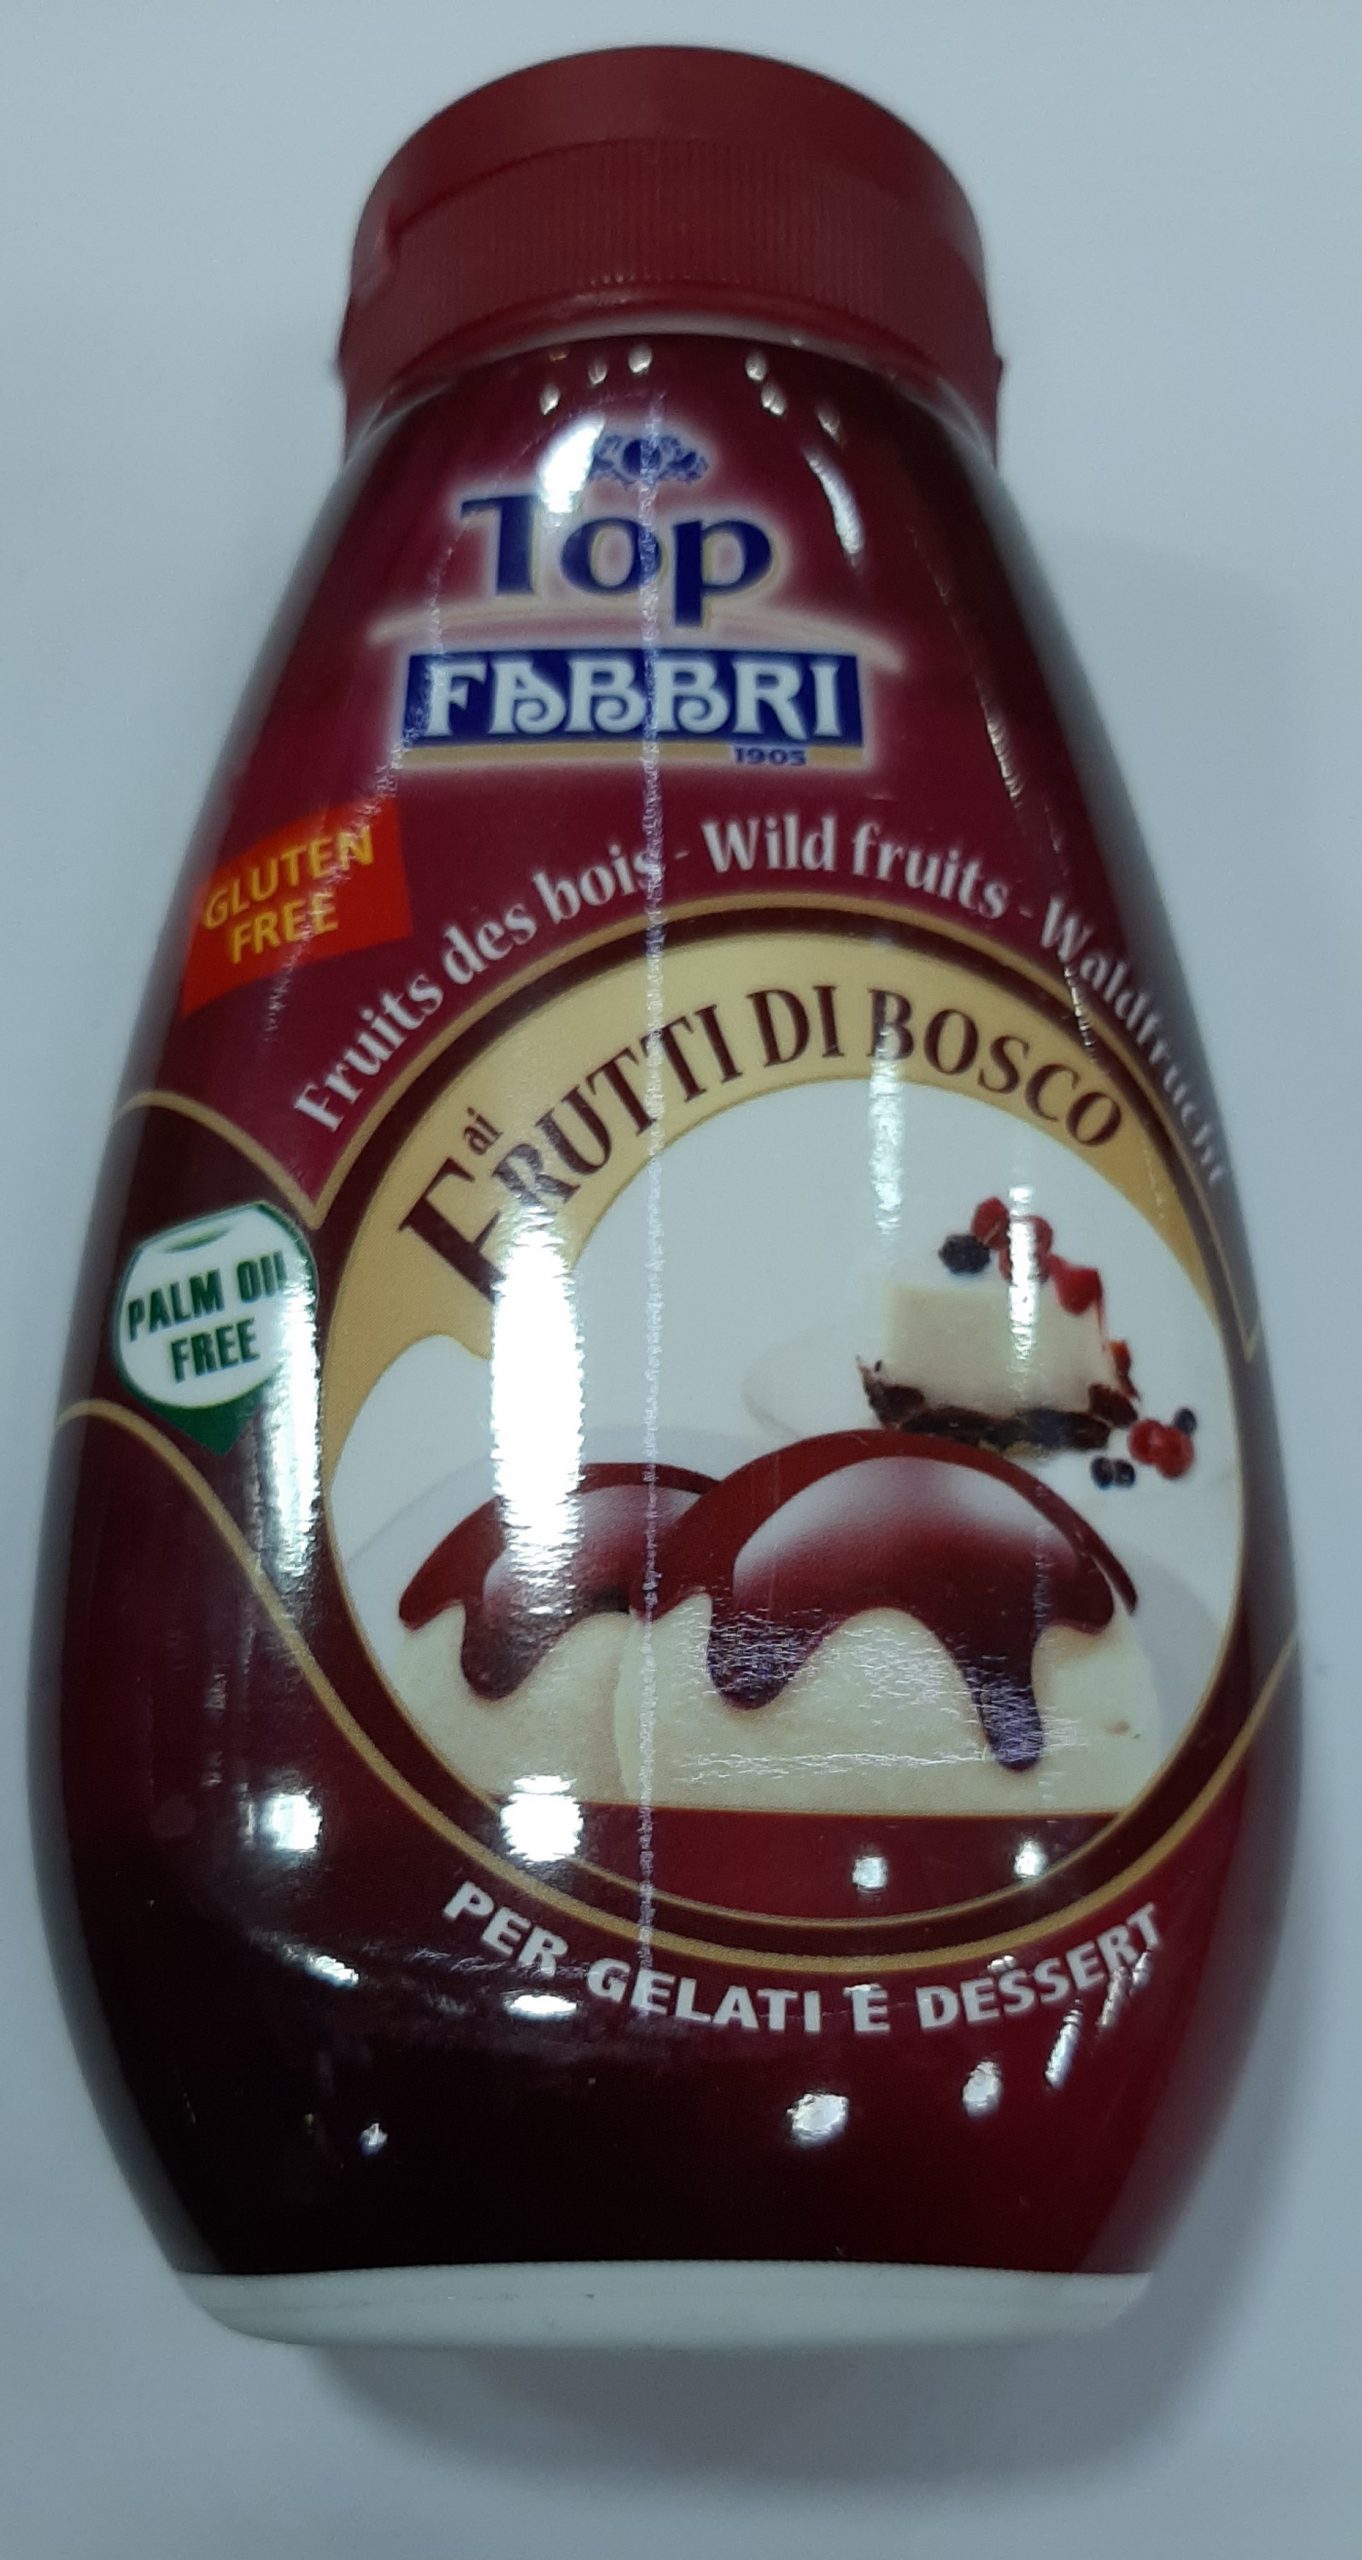 Top
FABBRI
1905
GLUTEN
FREE
Fruits des bois - Wild fruits - Waldfrüchte
ai
FRUTTI DI BOSCO
PALM OIL
FREE
PER GELATI E DESSERT